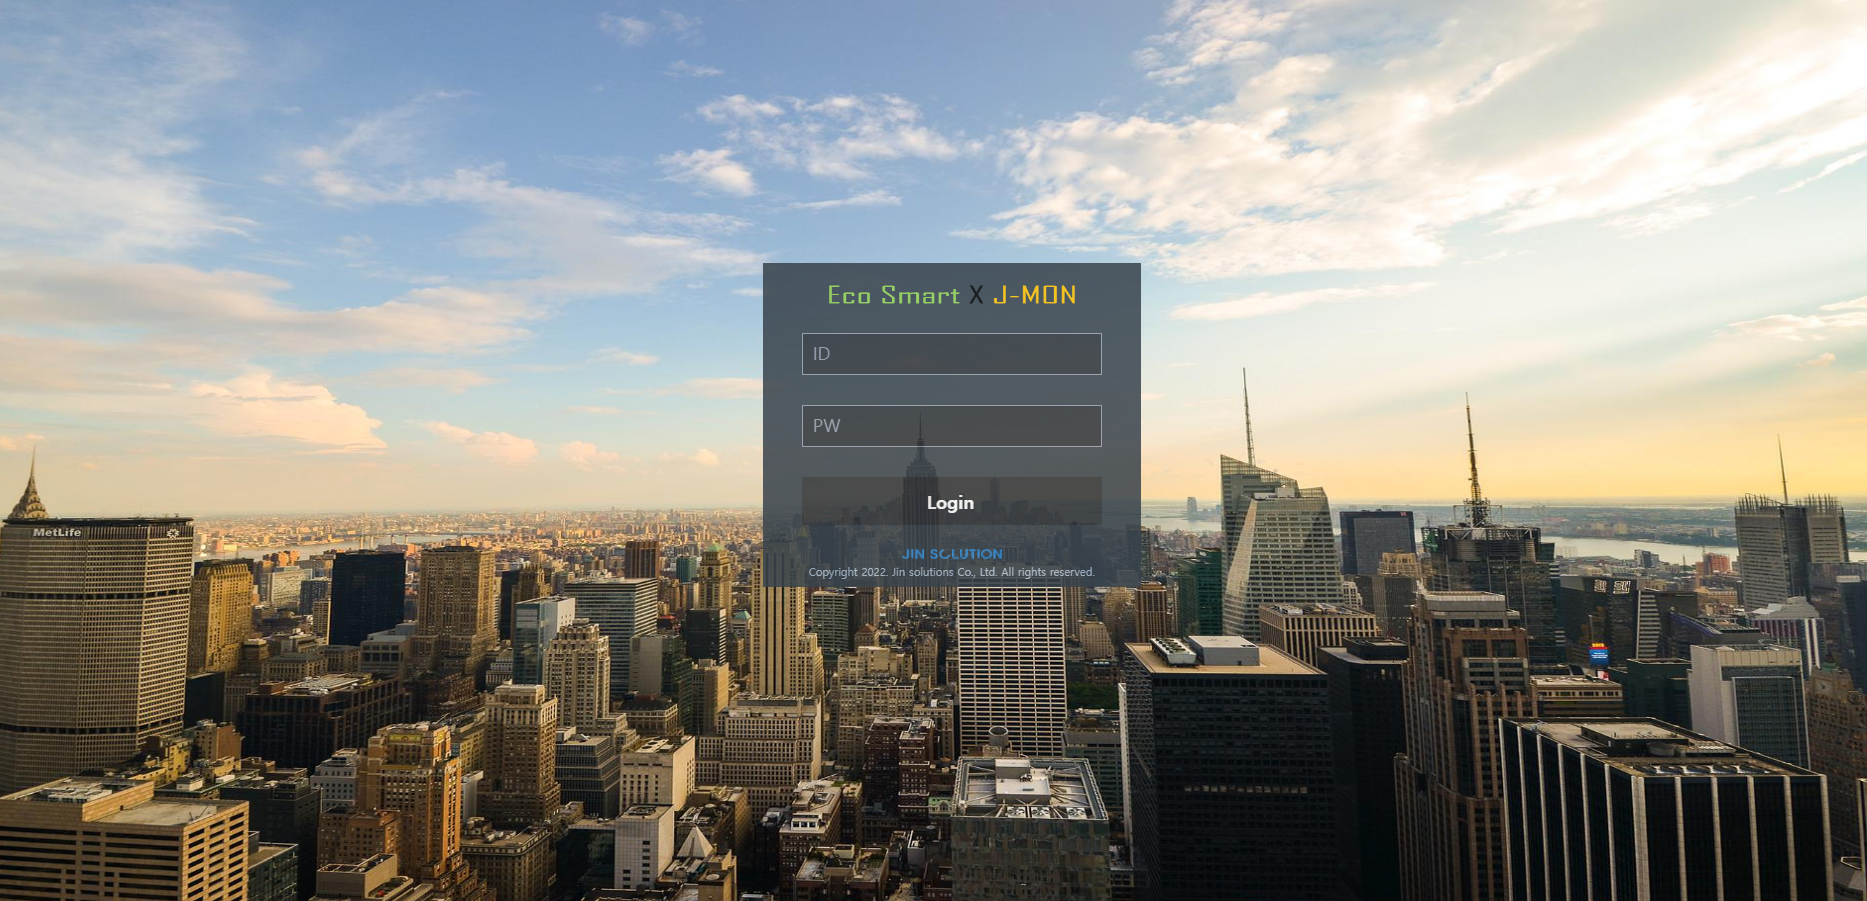 Eco Smart X J-MON
ID
PW
Login
JIN SOLUTION
Copyright 2022. Jin solutions Co., Ltd. All rights reserved.
MetLife